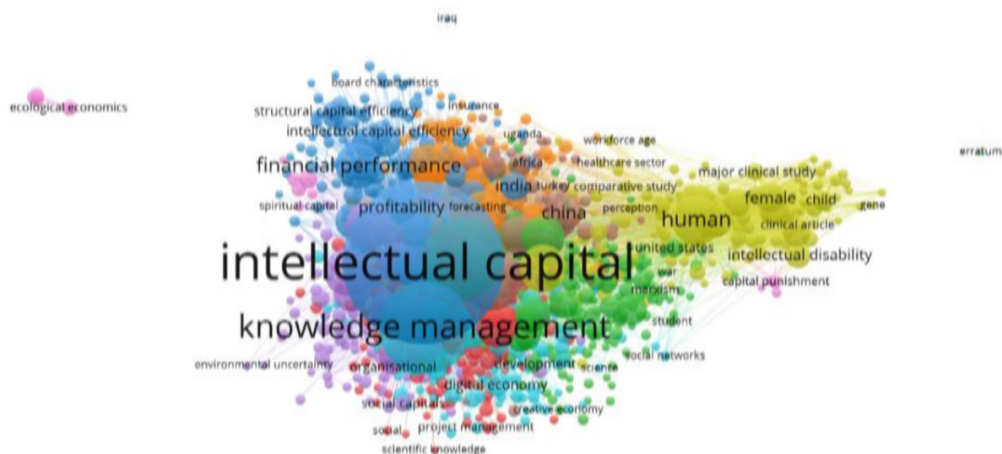 iraq
board characteristics
ecological economics
structural capital efficiency
insurance
intellectual capital efficiency
uganda
workforce age
erratum
financial performance
africa
healthcare sector
major clinical study
india
turkey
comparative study
female
child
gene
spiritual capital
profitability
forecasting
china
perception
human
clinical article
intellectual capital
united states
intellectual disability
war
capital punishment
marxism
knowledge management
student
social networks
environmental uncertainty
organisational
development
science
digital economy
social capitals
creative economy
social
project management
scientific knowledge